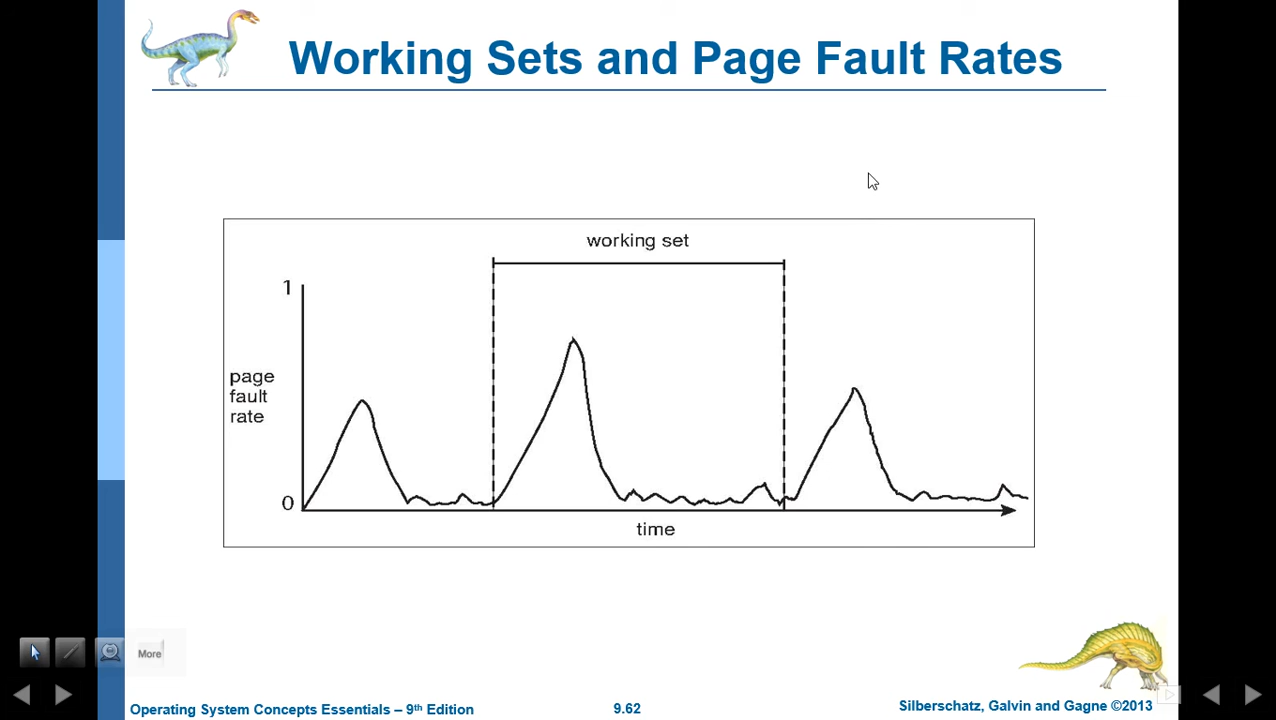 Working Sets and Page Fault Rates
working set
1
page
fault
rate
0
time
More
Operating System Concepts Essentials – 9th Edition
9.62
Silberschatz, Galvin and Gagne ©2013